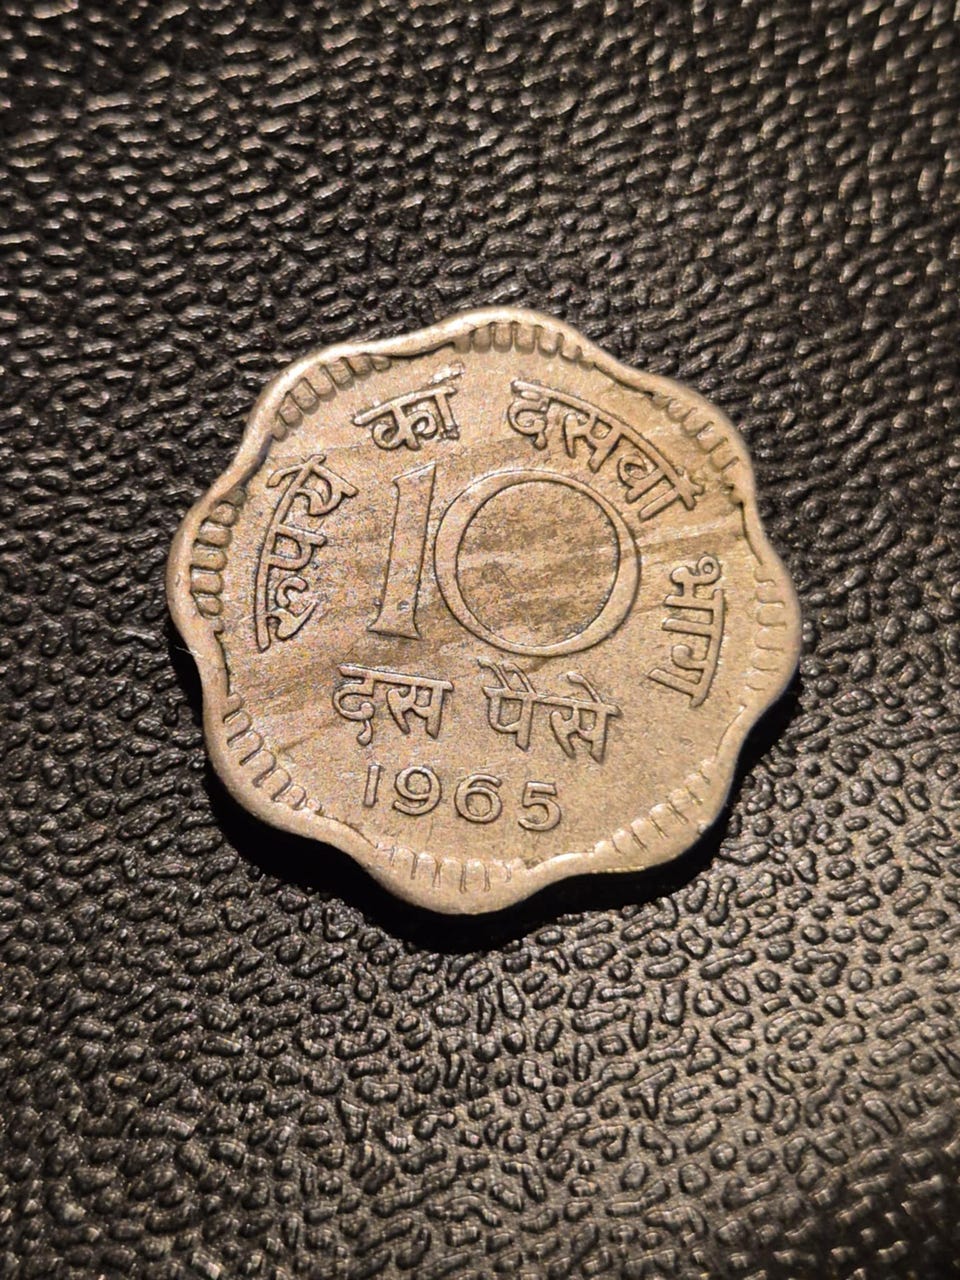 रूपये का दसवाँ भाग
10
दस पैसे
1965